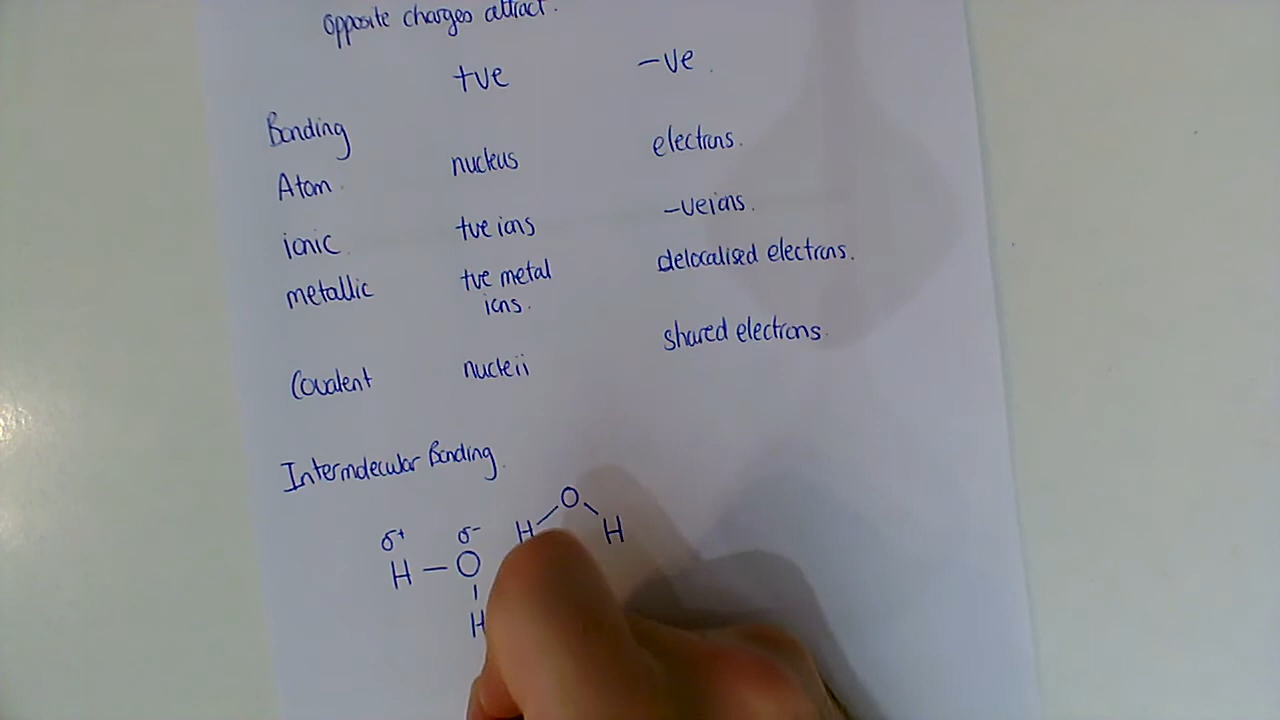 Opposite charges attract.
+ve -ve.
Bonding
Atom. nucleus electrons.
ionic. +ve ions -ve ions.
metallic +ve metal delocalised electrons.
ions.
Covalent nucleii shared electrons.
Intermolecular Bonding.
O
δ+ δ- H H
H - O
H